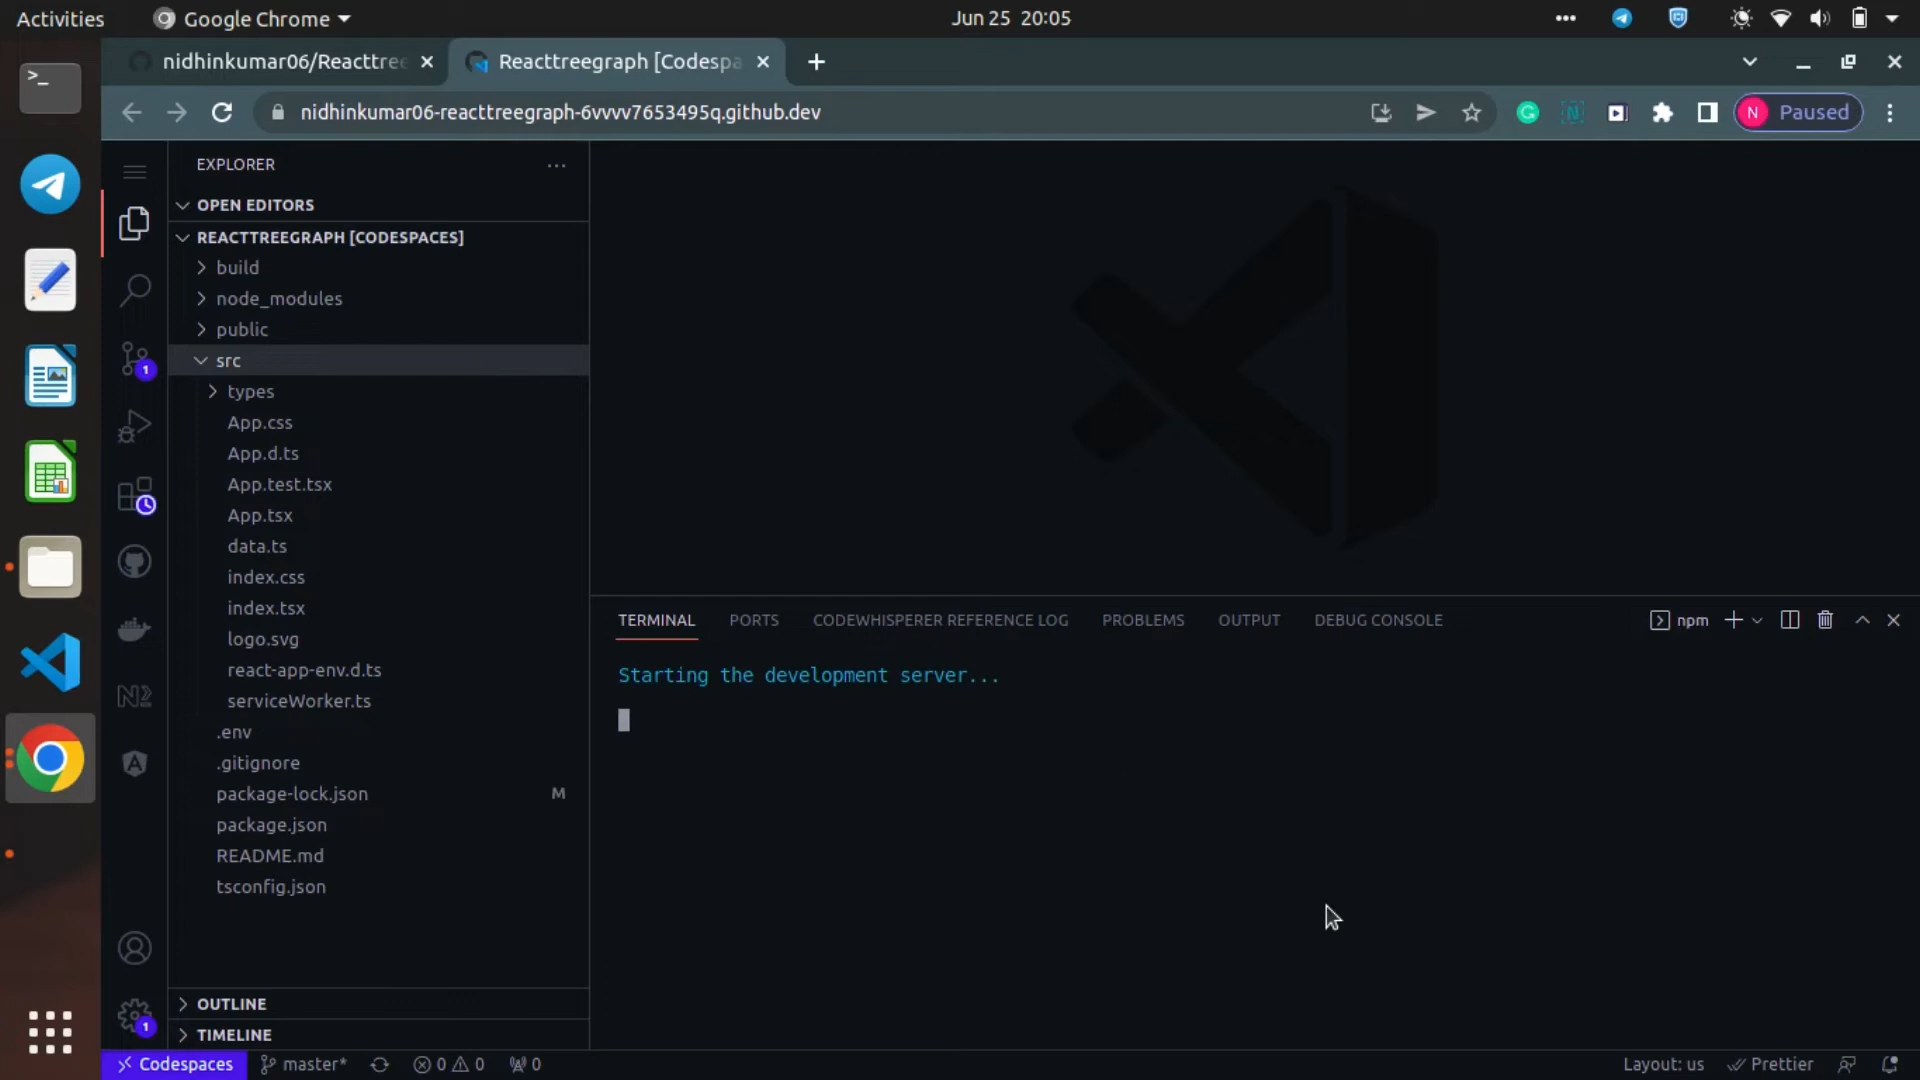 Activities
Google Chrome
Jun 25 20:05
nidhinkumar06/Reacttree
Reacttreegraph [Codespa
nidhinkumar06-reacttreegraph-6vvvv7653495q.github.dev
N Paused
EXPLORER
OPEN EDITORS
REACTTREEGRAPH [CODESPACES]
build
node_modules
public
src
types
App.css
App.d.ts
App.test.tsx
App.tsx
data.ts
index.css
index.tsx
logo.svg
react-app-env.d.ts
serviceWorker.ts
.env
.gitignore
package-lock.json M
package.json
README.md
tsconfig.json
OUTLINE
TIMELINE
1
1
TERMINAL PORTS CODEWHISPERER REFERENCE LOG PROBLEMS OUTPUT DEBUG CONSOLE npm
Starting the development server...
Codespaces master* 0 0 0 Layout: us Prettier